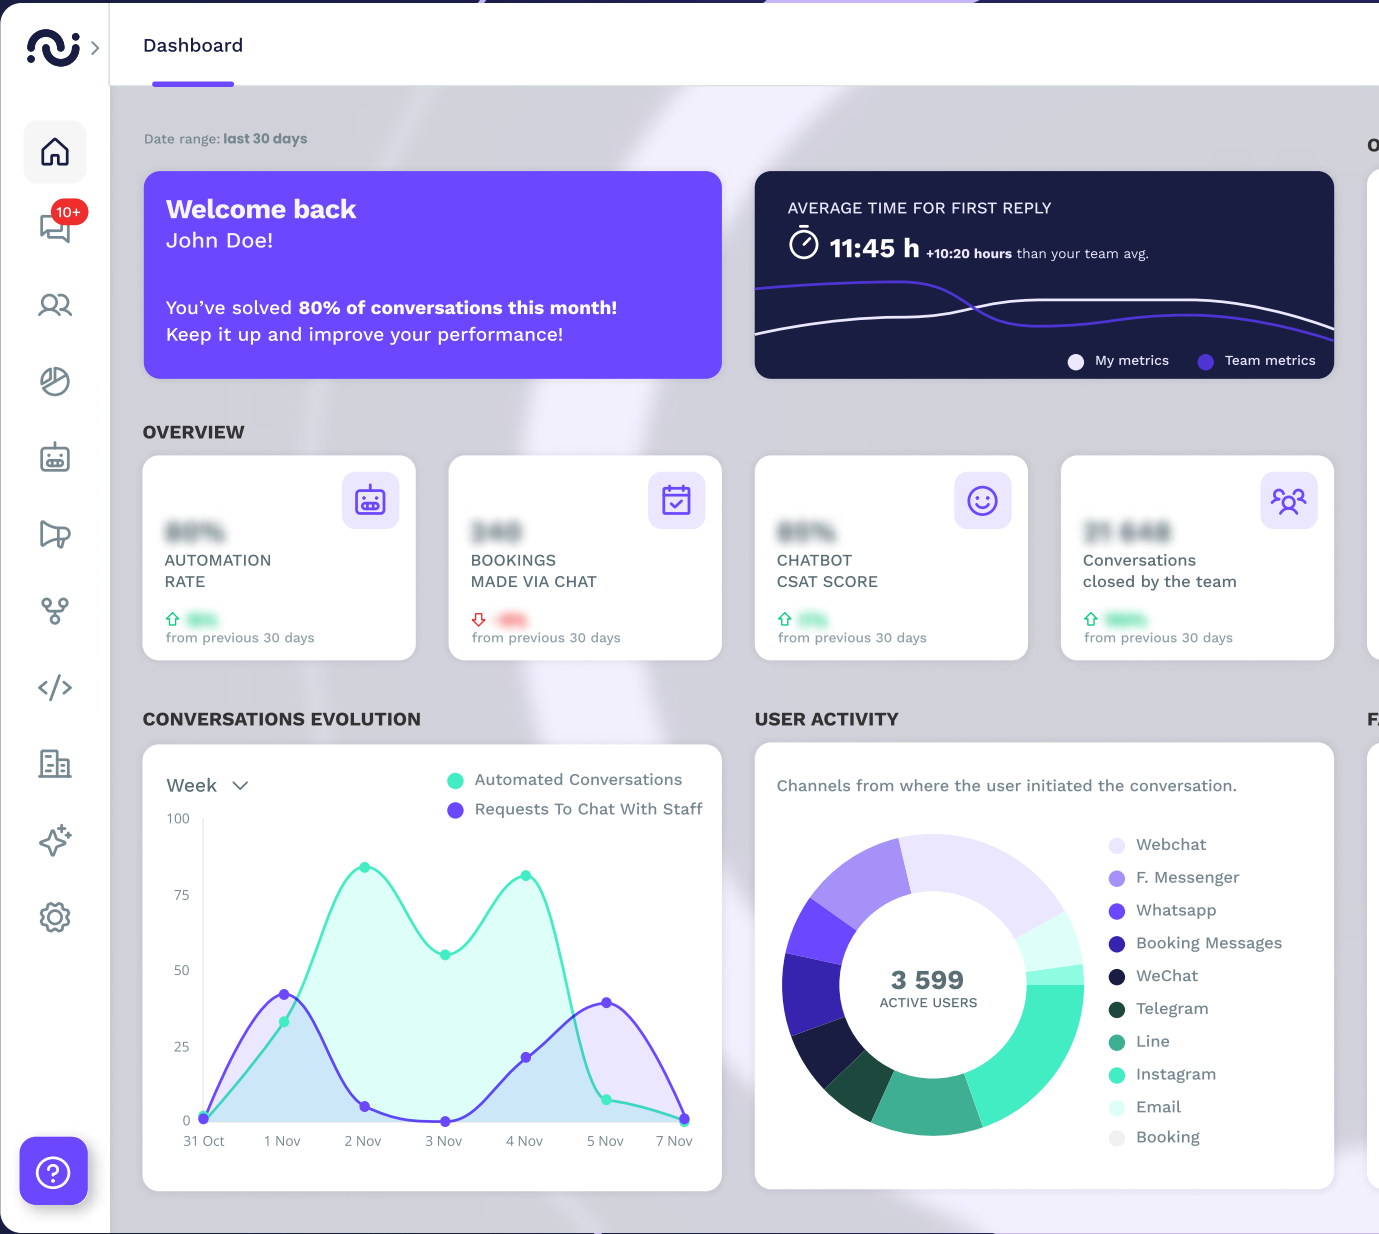 Dashboard
10+
Date range: last 30 days
Welcome back
John Doe!
You’ve solved 80% of conversations this month!
Keep it up and improve your performance!
AVERAGE TIME FOR FIRST REPLY
11:45 h +10:20 hours than your team avg.
My metrics
Team metrics
OVERVIEW
AUTOMATION
RATE
from previous 30 days
BOOKINGS
MADE VIA CHAT
from previous 30 days
CHATBOT
CSAT SCORE
from previous 30 days
Conversations
closed by the team
from previous 30 days
CONVERSATIONS EVOLUTION
Week
Automated Conversations
Requests To Chat With Staff
100
75
50
25
0
31 Oct
1 Nov
2 Nov
3 Nov
4 Nov
5 Nov
7 Nov
USER ACTIVITY
Channels from where the user initiated the conversation.
3 599
ACTIVE USERS
Webchat
F. Messenger
Whatsapp
Booking Messages
WeChat
Telegram
Line
Instagram
Email
Booking